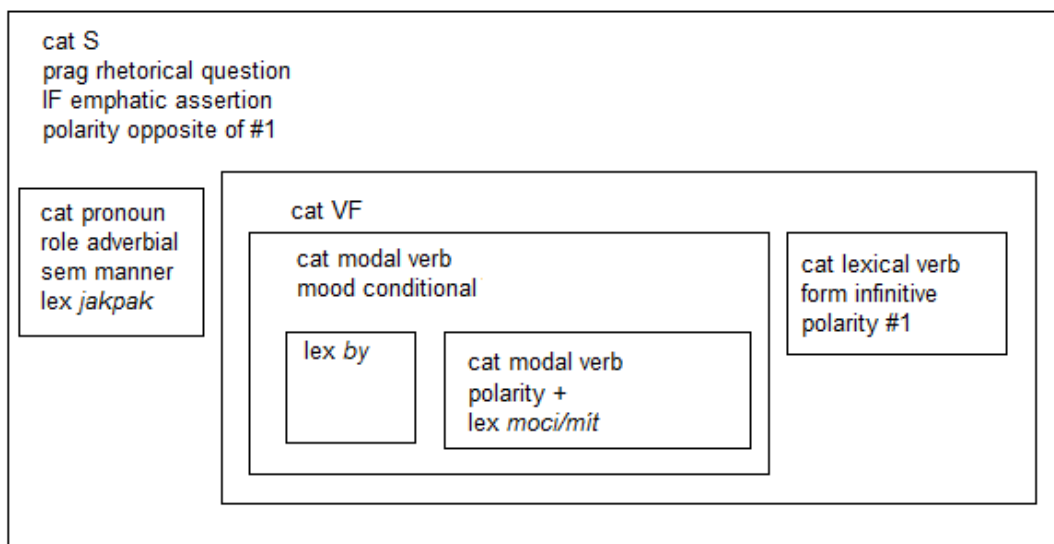 cat S
prag rhetorical question
IF emphatic assertion
polarity opposite of #1
cat pronoun
role adverbial
sem manner
lex jakpak
cat VF
cat modal verb
mood conditional
lex by
cat modal verb
polarity +
lex moci/mít
cat lexical verb
form infinitive
polarity #1